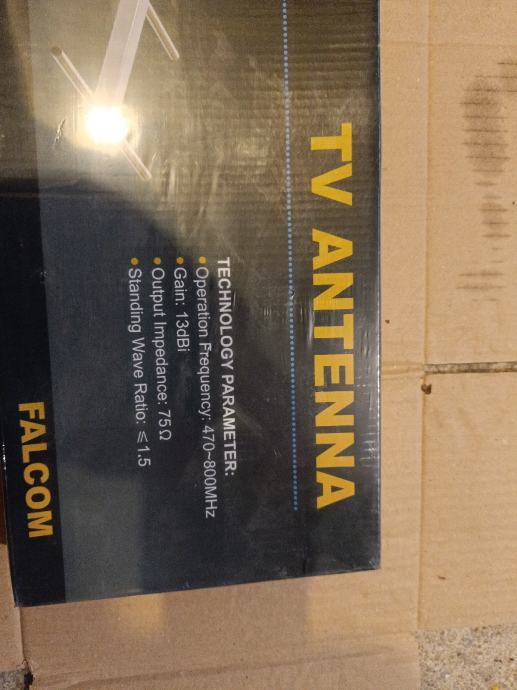 TV ANTENNA
TECHNOLOGY PARAMETER:
• Operation Frequency: 470~800MHz
• Gain: 13dBi
• Output Impedance: 75Ω
• Standing Wave Ratio: ≤1.5
FALCOM